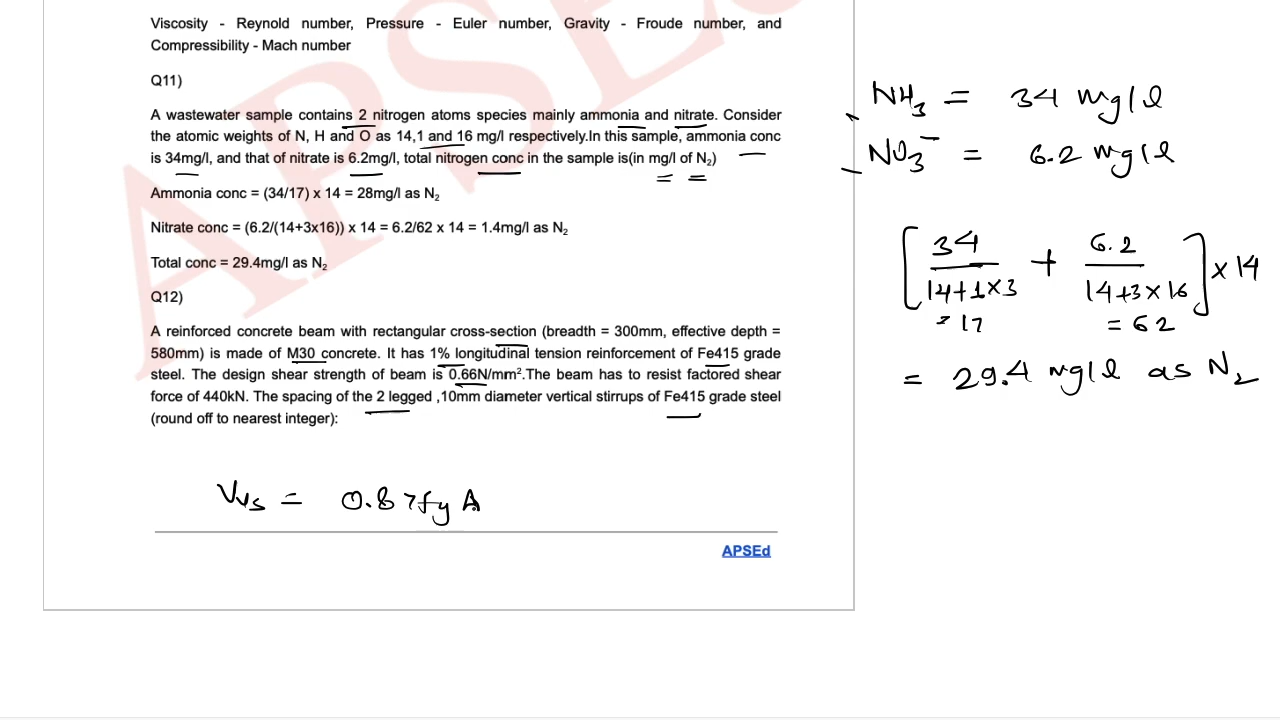 Viscosity - Reynold number, Pressure - Euler number, Gravity - Froude number, and
Compressibility - Mach number
Q11)
A wastewater sample contains 2 nitrogen atoms species mainly ammonia and nitrate. Consider
the atomic weights of N, H and O as 14,1 and 16 mg/l respectively.In this sample, ammonia conc
is 34mg/l, and that of nitrate is 6.2mg/l, total nitrogen conc in the sample is(in mg/l of N₂)
Ammonia conc = (34/17) x 14 = 28mg/l as N₂
Nitrate conc = (6.2/(14+3x16)) x 14 = 6.2/62 x 14 = 1.4mg/l as N₂
Total conc = 29.4mg/l as N₂
Q12)
A reinforced concrete beam with rectangular cross-section (breadth = 300mm, effective depth =
580mm) is made of M30 concrete. It has 1% longitudinal tension reinforcement of Fe415 grade
steel. The design shear strength of beam is 0.66N/mm².The beam has to resist factored shear
force of 440kN. The spacing of the 2 legged ,10mm diameter vertical stirrups of Fe415 grade steel
(round off to nearest integer):
Vus = 0.87fy A
APSEd
NH₃ = 34 mg/l
NO₃⁻ = 6.2 mg/l
[34/(14+1×3) + 6.2/(14+3×16)] × 14
= 17 = 62
= 29.4 mg/l as N₂
APSE